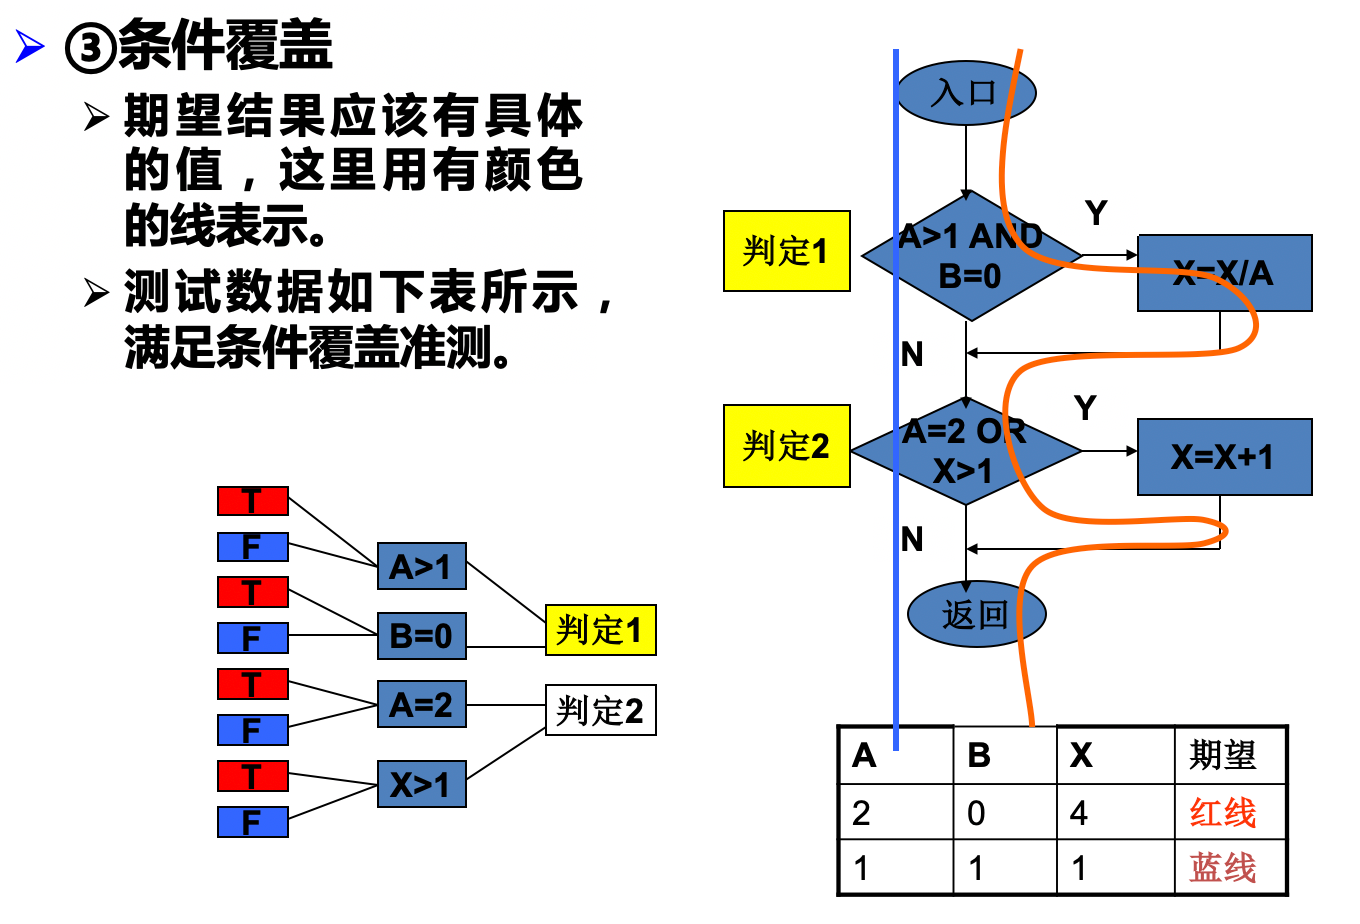 ③条件覆盖
期望结果应该有具体
的值，这里用有颜色
的线表示。
测试数据如下表所示，
满足条件覆盖准测。
入口
判定1
A>1 AND
B=0
Y
X=X/A
N
判定2
A=2 OR
X>1
Y
X=X+1
N
返回
T
F
T
F
T
F
T
F
A>1
B=0
A=2
X>1
判定1
判定2
A B X 期望
2 0 4 红线
1 1 1 蓝线